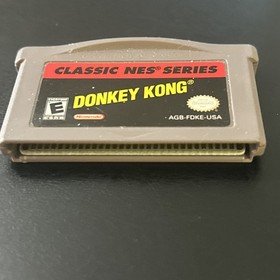 CLASSIC NES® SERIES
DONKEY KONG®
E
Nintendo
AGB-FDKE-USA